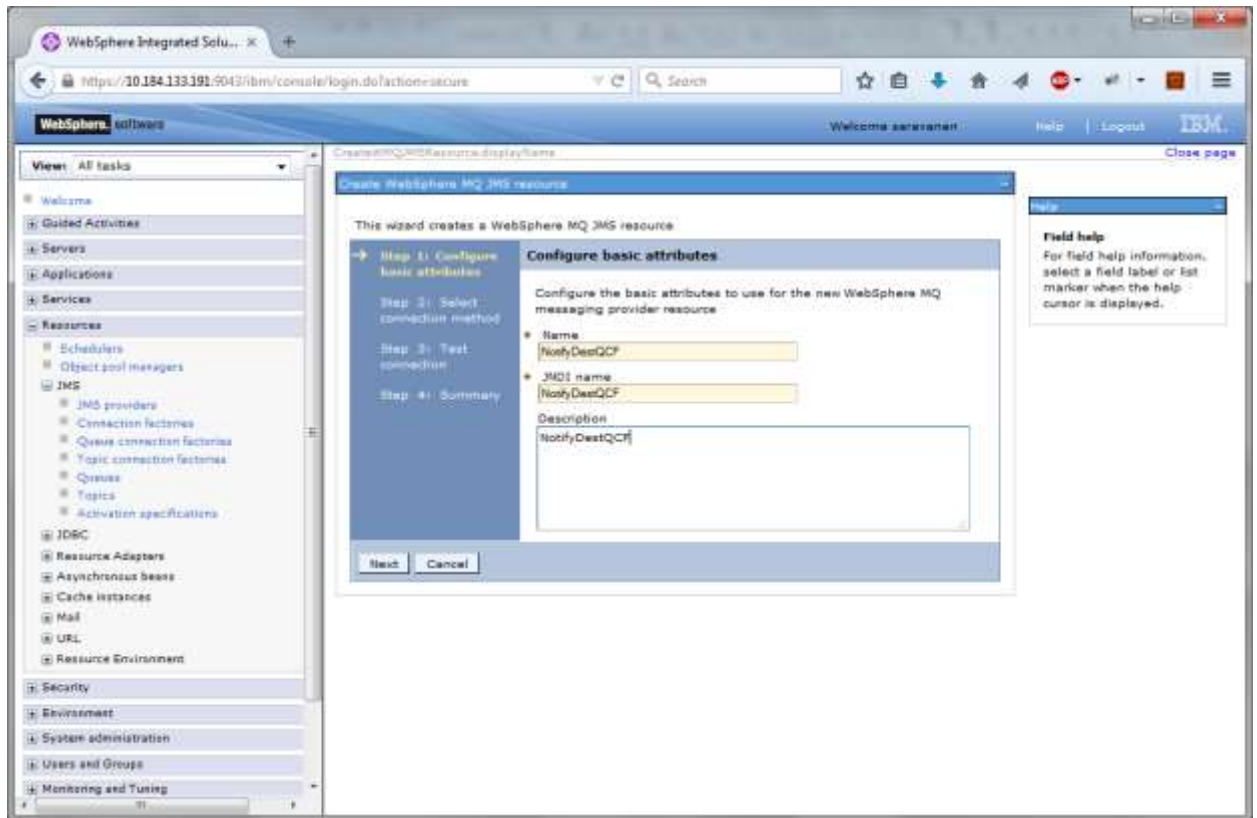 WebSphere Integrated Solu...
https://10.184.133.191:9043/ibm/console/login.do?action=secure
Search
WebSphere. software
Welcome saravanan
Help
Logout
IBM.
View: All tasks
Welcome
Guided Activities
Servers
Applications
Services
Resources
Schedulers
Object pool managers
JMS
JMS providers
Connection factories
Queue connection factories
Topic connection factories
Queues
Topics
Activation specifications
JDBC
Resource Adapters
Asynchronous beans
Cache instances
Mail
URL
Resource Environment
Security
Environment
System administration
Users and Groups
Monitoring and Tuning
CreateWMQJMSResource.displayName
Close page
Create WebSphere MQ JMS resource
This wizard creates a WebSphere MQ JMS resource
Step 1: Configure basic attributes
Step 2: Select connection method
Step 3: Test connection
Step 4: Summary
Configure basic attributes
Configure the basic attributes to use for the new WebSphere MQ
messaging provider resource
Name
NotifyDestQCF
JNDI name
NotifyDestQCF
Description
NotifyDestQCF
Next
Cancel
Help
Field help
For field help information,
select a field label or list
marker when the help
cursor is displayed.